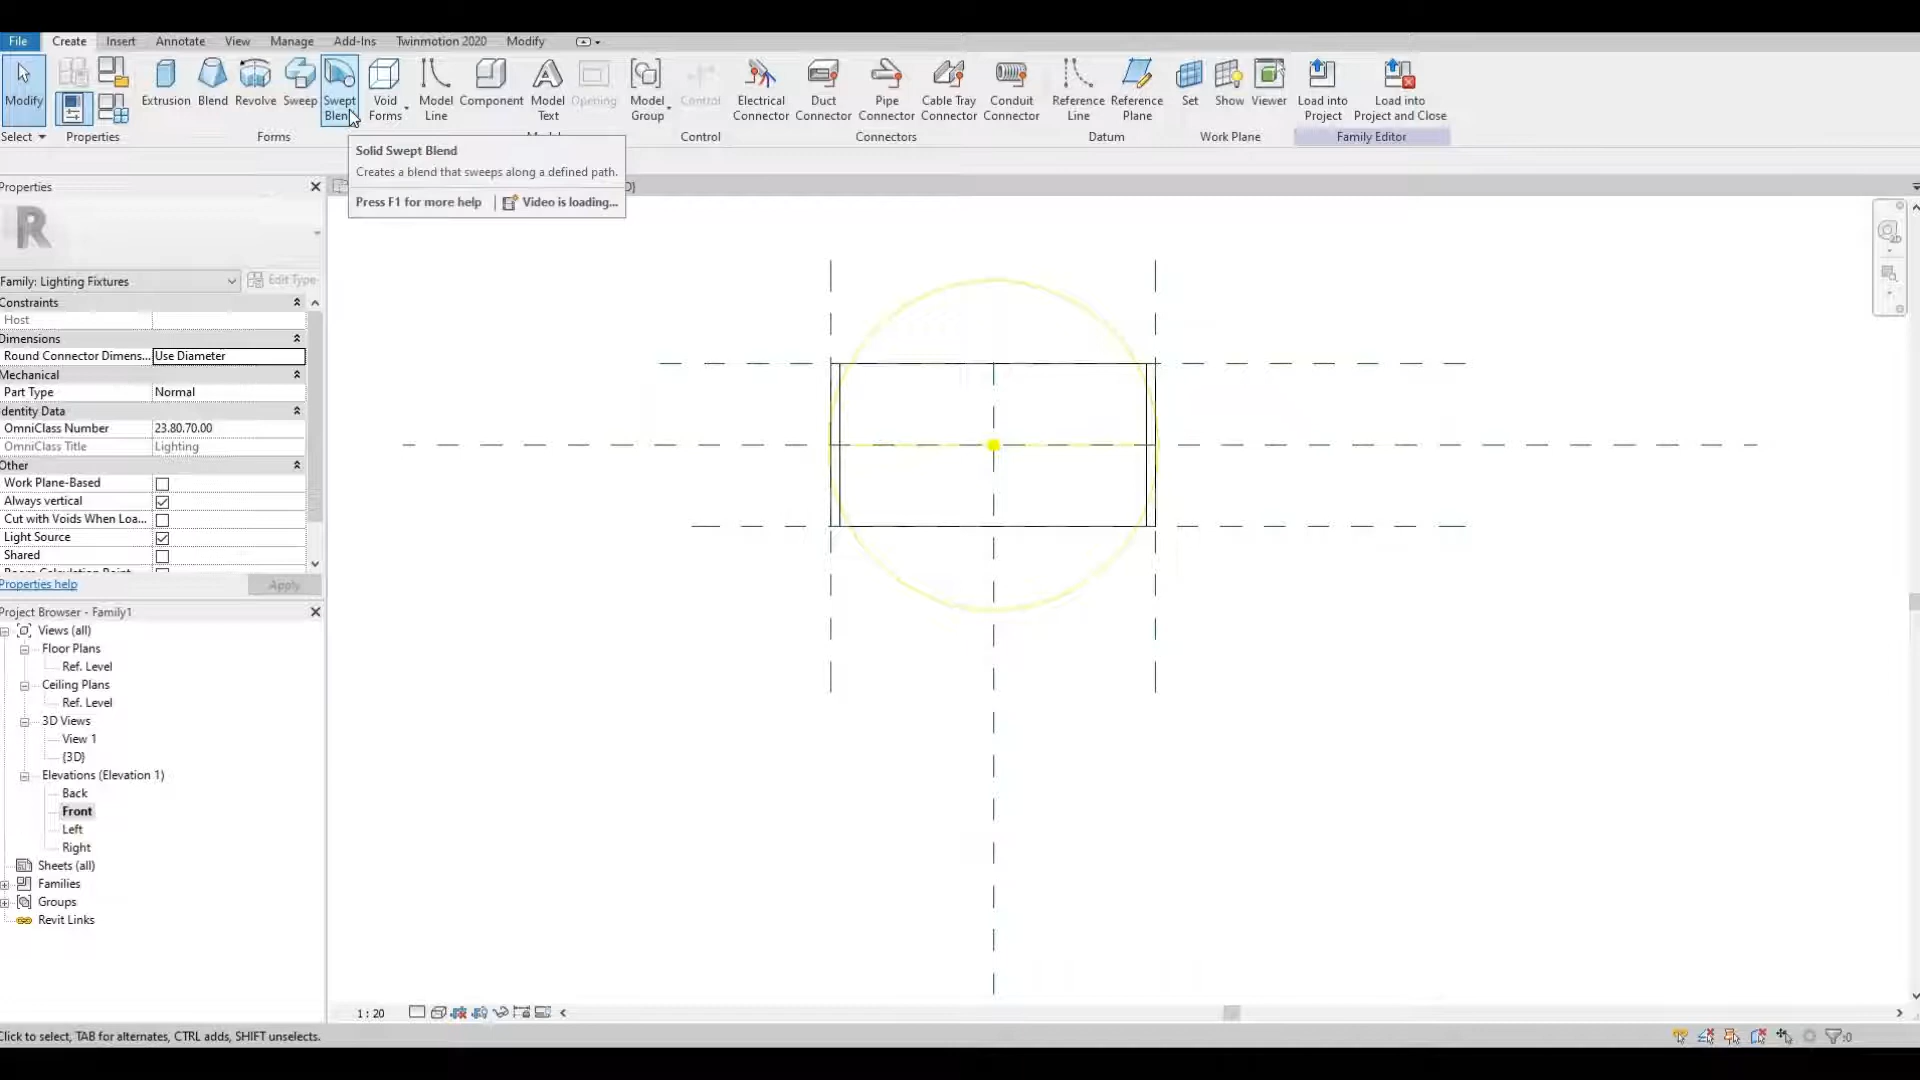 File Create Insert Annotate View Manage Add-Ins Twinmotion 2020 Modify
Modify
Extrusion
Blend
Revolve
Sweep
Swept
Blend
Void
Forms
Model
Line
Component
Model
Text
Opening
Model
Group
Control
Electrical
Connector
Duct
Connector
Pipe
Connector
Cable Tray
Connector
Conduit
Connector
Reference
Line
Reference
Plane
Set
Show
Viewer
Load into
Project
Load into
Project and Close
Select Properties Forms Control Connectors Datum Work Plane Family Editor
Solid Swept Blend
Creates a blend that sweeps along a defined path.
Press F1 for more help Video is loading...
Properties
R
Family: Lighting Fixtures Edit Type
Constraints
Host
Dimensions
Round Connector Dimens... Use Diameter
Mechanical
Part Type Normal
Identity Data
OmniClass Number 23.80.70.00
OmniClass Title Lighting
Other
Work Plane-Based
Always vertical
Cut with Voids When Loa...
Light Source
Shared
Properties help Apply
Project Browser - Family1
Views (all)
Floor Plans
Ref. Level
Ceiling Plans
Ref. Level
3D Views
View 1
{3D}
Elevations (Elevation 1)
Back
Front
Left
Right
Sheets (all)
Families
Groups
Revit Links
1 : 20
Click to select, TAB for alternates, CTRL adds, SHIFT unselects.
:0